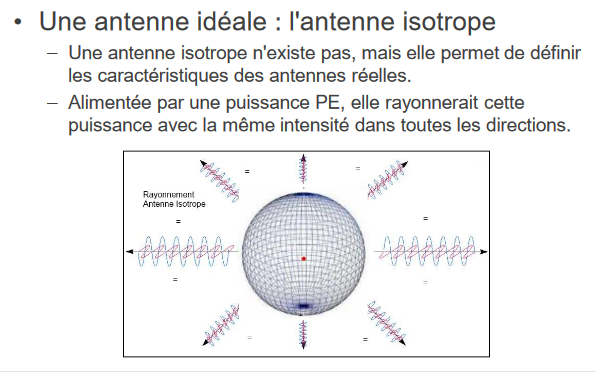 • Une antenne idéale : l'antenne isotrope
– Une antenne isotrope n'existe pas, mais elle permet de définir
les caractéristiques des antennes réelles.
– Alimentée par une puissance PE, elle rayonnerait cette
puissance avec la même intensité dans toutes les directions.
= =
Rayonnement
Antenne Isotrope
= =
= =
= =